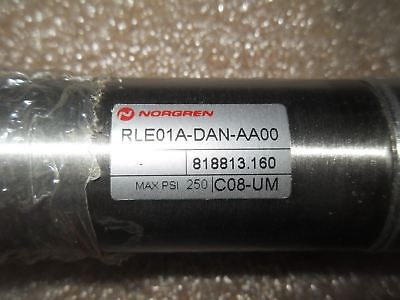 NORGREN
RLE01A-DAN-AA00
- 818813.160
MAX PSI 250 C08-UM